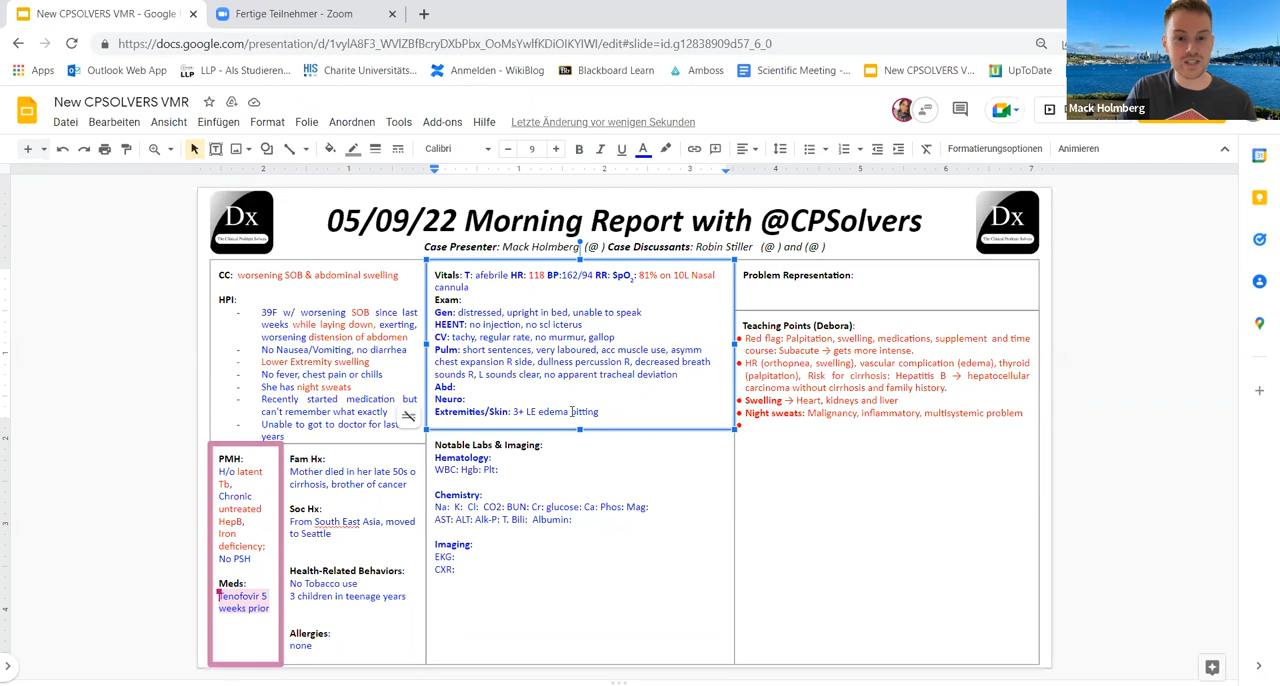 New CPSOLVERS VMR - Google
Fertige Teilnehmer - Zoom
https://docs.google.com/presentation/d/1vylA8F3_WVlZBfBcryDXbPbx_OoMsYwlfKDiOIKYIWI/edit#slide=id.g12838909d57_6_0
Apps
Outlook Web App
LLP - Als Studieren...
Charite Universitäts...
Anmelden - WikiBlog
Blackboard Learn
Amboss
Scientific Meeting -...
New CPSOLVERS V...
UpToDate
Mack Holmberg
New CPSOLVERS VMR
Datei Bearbeiten Ansicht Einfügen Format Folie Anordnen Tools Add-ons Hilfe Letzte Änderung vor wenigen Sekunden
Calibri 9 Formatierungsoptionen Animieren
Dx
The Clinical Problem Solvers
05/09/22 Morning Report with @CPSolvers
Case Presenter: Mack Holmberg (@ ) Case Discussants: Robin Stiller (@ ) and (@ )
Dx
The Clinical Problem Solvers
CC: worsening SOB & abdominal swelling
HPI:
- 39F w/ worsening SOB since last
weeks while laying down, exerting,
worsening distension of abdomen
- No Nausea/Vomiting, no diarrhea
- Lower Extremity swelling
- No fever, chest pain or chills
- She has night sweats
- Recently started medication but
can't remember what exactly
- Unable to got to doctor for last
years
PMH:
H/o latent
Tb,
Chronic
untreated
HepB,
Iron
deficiency;
No PSH
Meds:
Tenofovir 5
weeks prior
Fam Hx:
Mother died in her late 50s o
cirrhosis, brother of cancer
Soc Hx:
From South East Asia, moved
to Seattle
Health-Related Behaviors:
No Tobacco use
3 children in teenage years
Allergies:
none
Vitals: T: afebrile HR: 118 BP:162/94 RR: SpO2: 81% on 10L Nasal
cannula
Exam:
Gen: distressed, upright in bed, unable to speak
HEENT: no injection, no scl icterus
CV: tachy, regular rate, no murmur, gallop
Pulm: short sentences, very laboured, acc muscle use, asymm
chest expansion R side, dullness percussion R, decreased breath
sounds R, L sounds clear, no apparent tracheal deviation
Abd:
Neuro:
Extremities/Skin: 3+ LE edema pitting
Notable Labs & Imaging:
Hematology:
WBC: Hgb: Plt:
Chemistry:
Na: K: Cl: CO2: BUN: Cr: glucose: Ca: Phos: Mag:
AST: ALT: Alk-P: T. Bili: Albumin:
Imaging:
EKG:
CXR:
Problem Representation:
Teaching Points (Debora):
• Red flag: Palpitation, swelling, medications, supplement and time
course: Subacute → gets more intense.
• HR (orthopnea, swelling), vascular complication (edema), thyroid
(palpitation), Risk for cirrhosis: Hepatitis B → hepatocellular
carcinoma without cirrhosis and family history.
• Swelling → Heart, kidneys and liver
• Night sweats: Malignancy, inflammatory, multisystemic problem